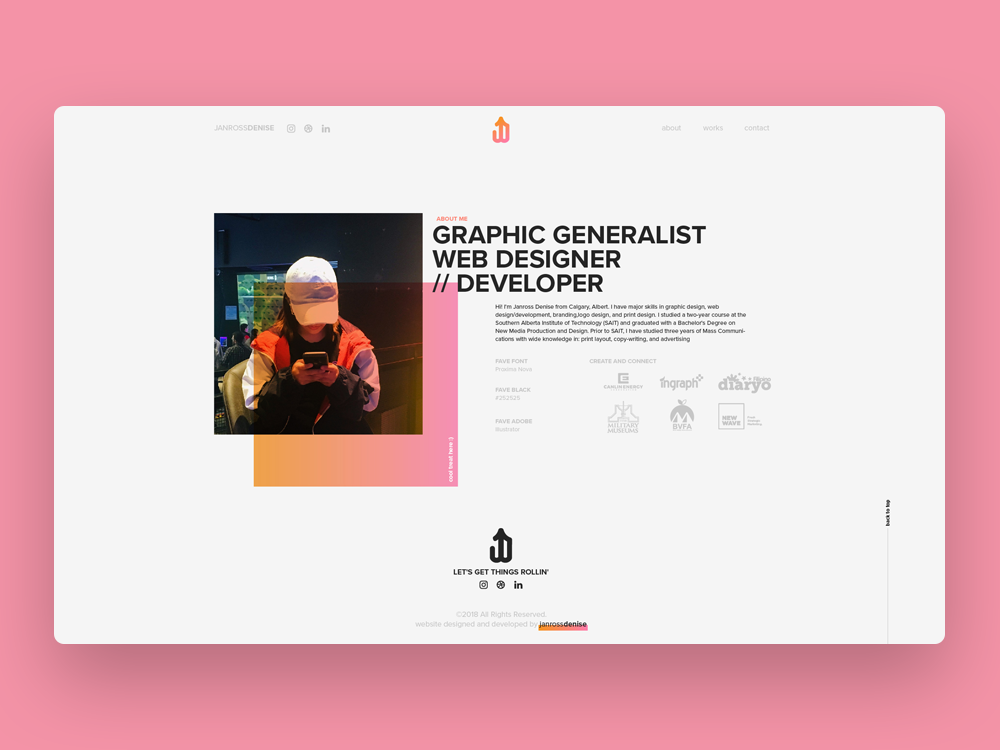 JANROSSDENISE
about works contact
ABOUT ME
GRAPHIC GENERALIST
WEB DESIGNER
// DEVELOPER
Hi! I'm Janross Denise from Calgary, Albert. I have major skills in graphic design, web
design/development, branding,logo design, and print design. I studied a two-year course at the
Southern Alberta Institute of Technology (SAIT) and graduated with a Bachelor's Degree on
New Media Production and Design. Prior to SAIT, I have studied three years of Mass Communi-
cations with wide knowledge in: print layout, copy-writing, and advertising
FAVE FONT
Proxima Nova
FAVE BLACK
#252525
FAVE ADOBE
Illustrator
CREATE AND CONNECT
ingraph
diaryo
MILITARY
MUSEUMS
BVFA
NEW
WAVE
cool treat here :)
back to top
LET'S GET THINGS ROLLIN'
©2018 All Rights Reserved.
website designed and developed by janrossdenise